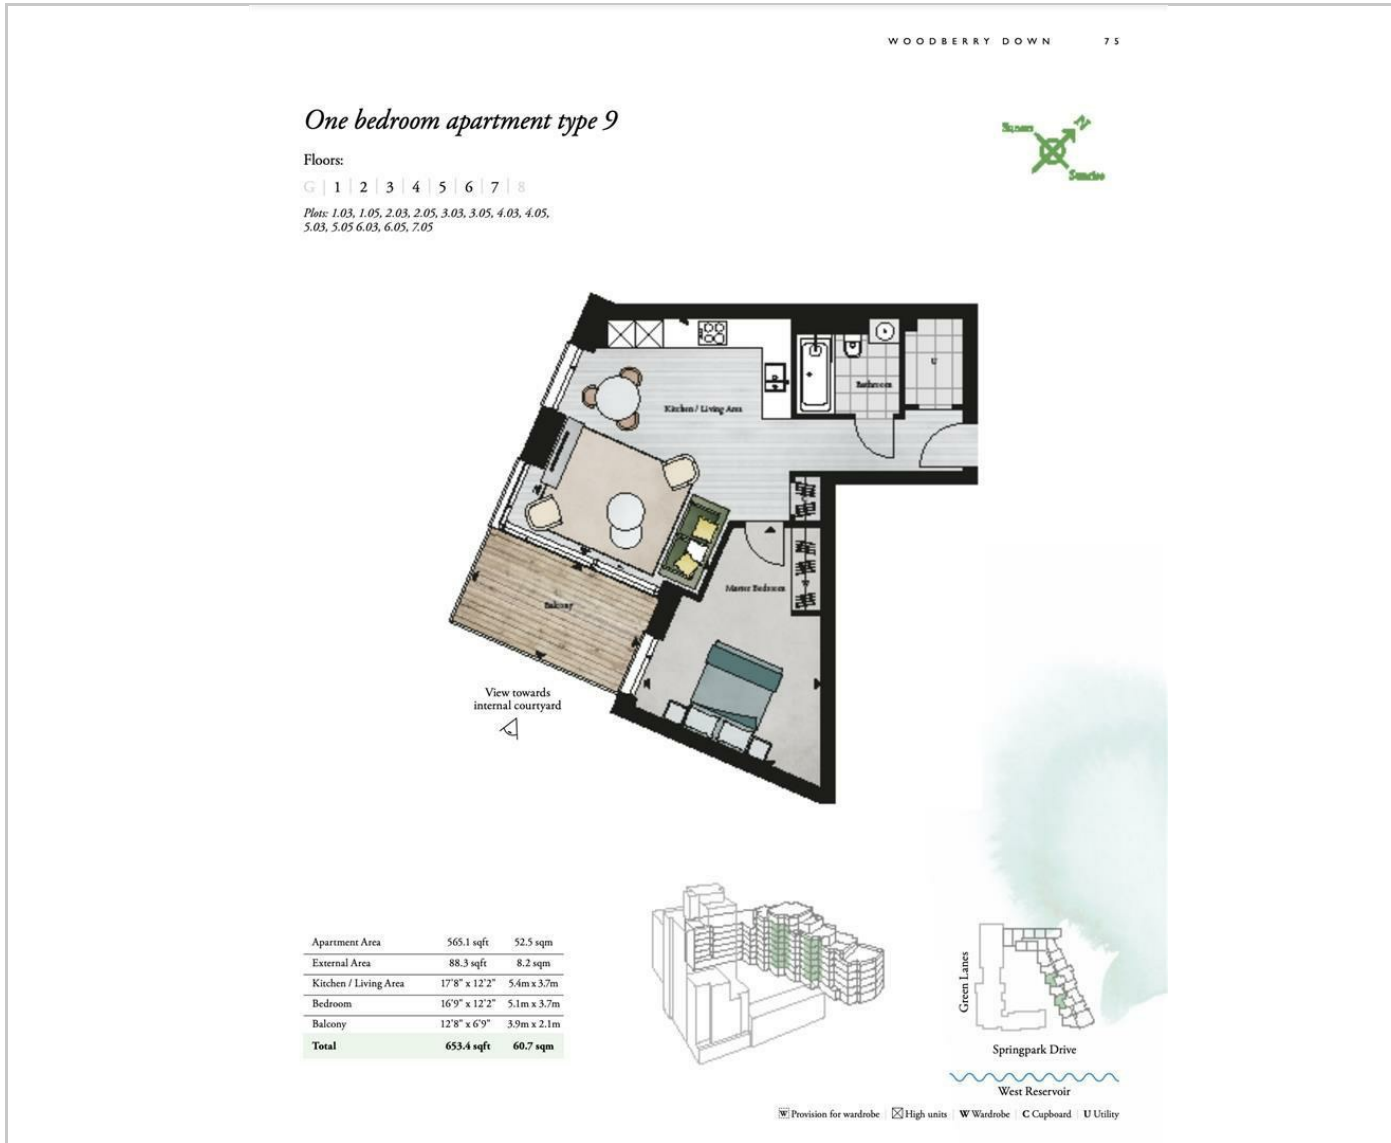 WOODBERRY DOWN 75
One bedroom apartment type 9
N
Sunset
Sunrise
Floors:
G | 1 | 2 | 3 | 4 | 5 | 6 | 7 | 8
Plots: 1.03, 1.05, 2.03, 2.05, 3.03, 3.05, 4.03, 4.05,
5.03, 5.05 6.03, 6.05, 7.05
U
Bathroom
Kitchen / Living Area
Master Bedroom
Balcony
View towards
internal courtyard
Apartment Area 565.1 sqft 52.5 sqm
External Area 88.3 sqft 8.2 sqm
Kitchen / Living Area 17'8" x 12'2" 5.4m x 3.7m
Bedroom 16'9" x 12'2" 5.1m x 3.7m
Balcony 12'8" x 6'9" 3.9m x 2.1m
Total 653.4 sqft 60.7 sqm
Green Lanes
Springpark Drive
West Reservoir
W Provision for wardrobe | High units | W Wardrobe | C Cupboard | U Utility